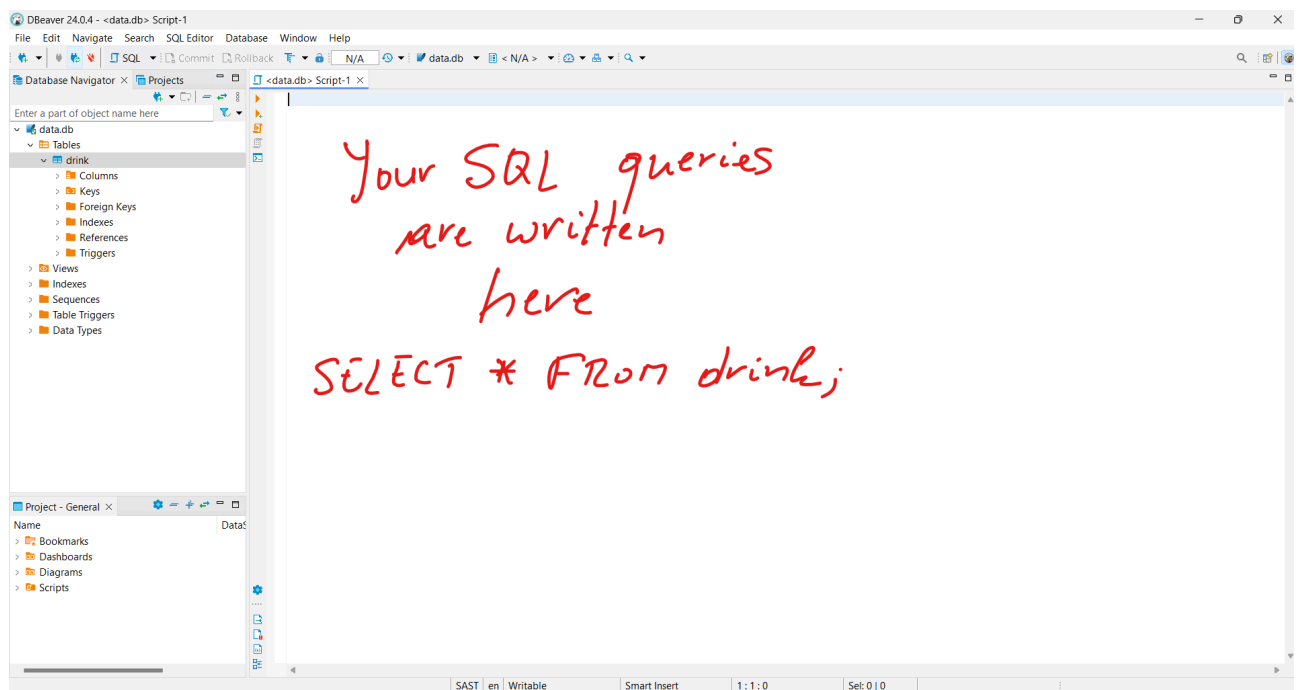 DBeaver 24.0.4 - <data.db> Script-1
File Edit Navigate Search SQL Editor Database Window Help
SQL Commit Rollback N/A data.db < N/A >
Database Navigator Projects
<data.db> Script-1
Enter a part of object name here
data.db
Tables
drink
Columns
Keys
Foreign Keys
Indexes
References
Triggers
Views
Indexes
Sequences
Table Triggers
Data Types
Your SQL queries
are written
here
SELECT * FROM drink;
Project - General
Name DataS
Bookmarks
Dashboards
Diagrams
Scripts
SAST en Writable Smart Insert 1 : 1 : 0 Sel: 0 | 0